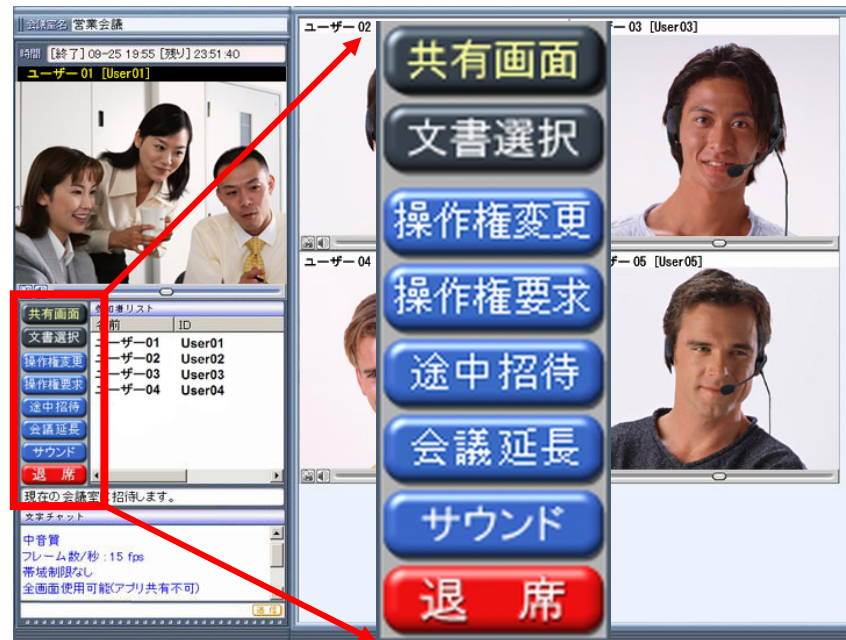 会議室名 営業会議
時間 [終了] 09-25 19:55 [残り] 23:51:40
ユーザー 01 [User01]
共有画面
文書選択
操作権変更
操作権要求
途中招待
会議延長
サウンド
退 席
参加者リスト
名前 ID
ユーザー01 User01
ユーザー02 User02
ユーザー03 User03
ユーザー04 User04
現在の会議室に招待します。
文字チャット
中音質
フレーム数/秒 : 15 fps
帯域制限なし
全画面使用可能(アプリ共有不可)
送信
ユーザー 02
ー 03 [User03]
ユーザー 04
ー 05 [User05]
共有画面
文書選択
操作権変更
操作権要求
途中招待
会議延長
サウンド
退 席